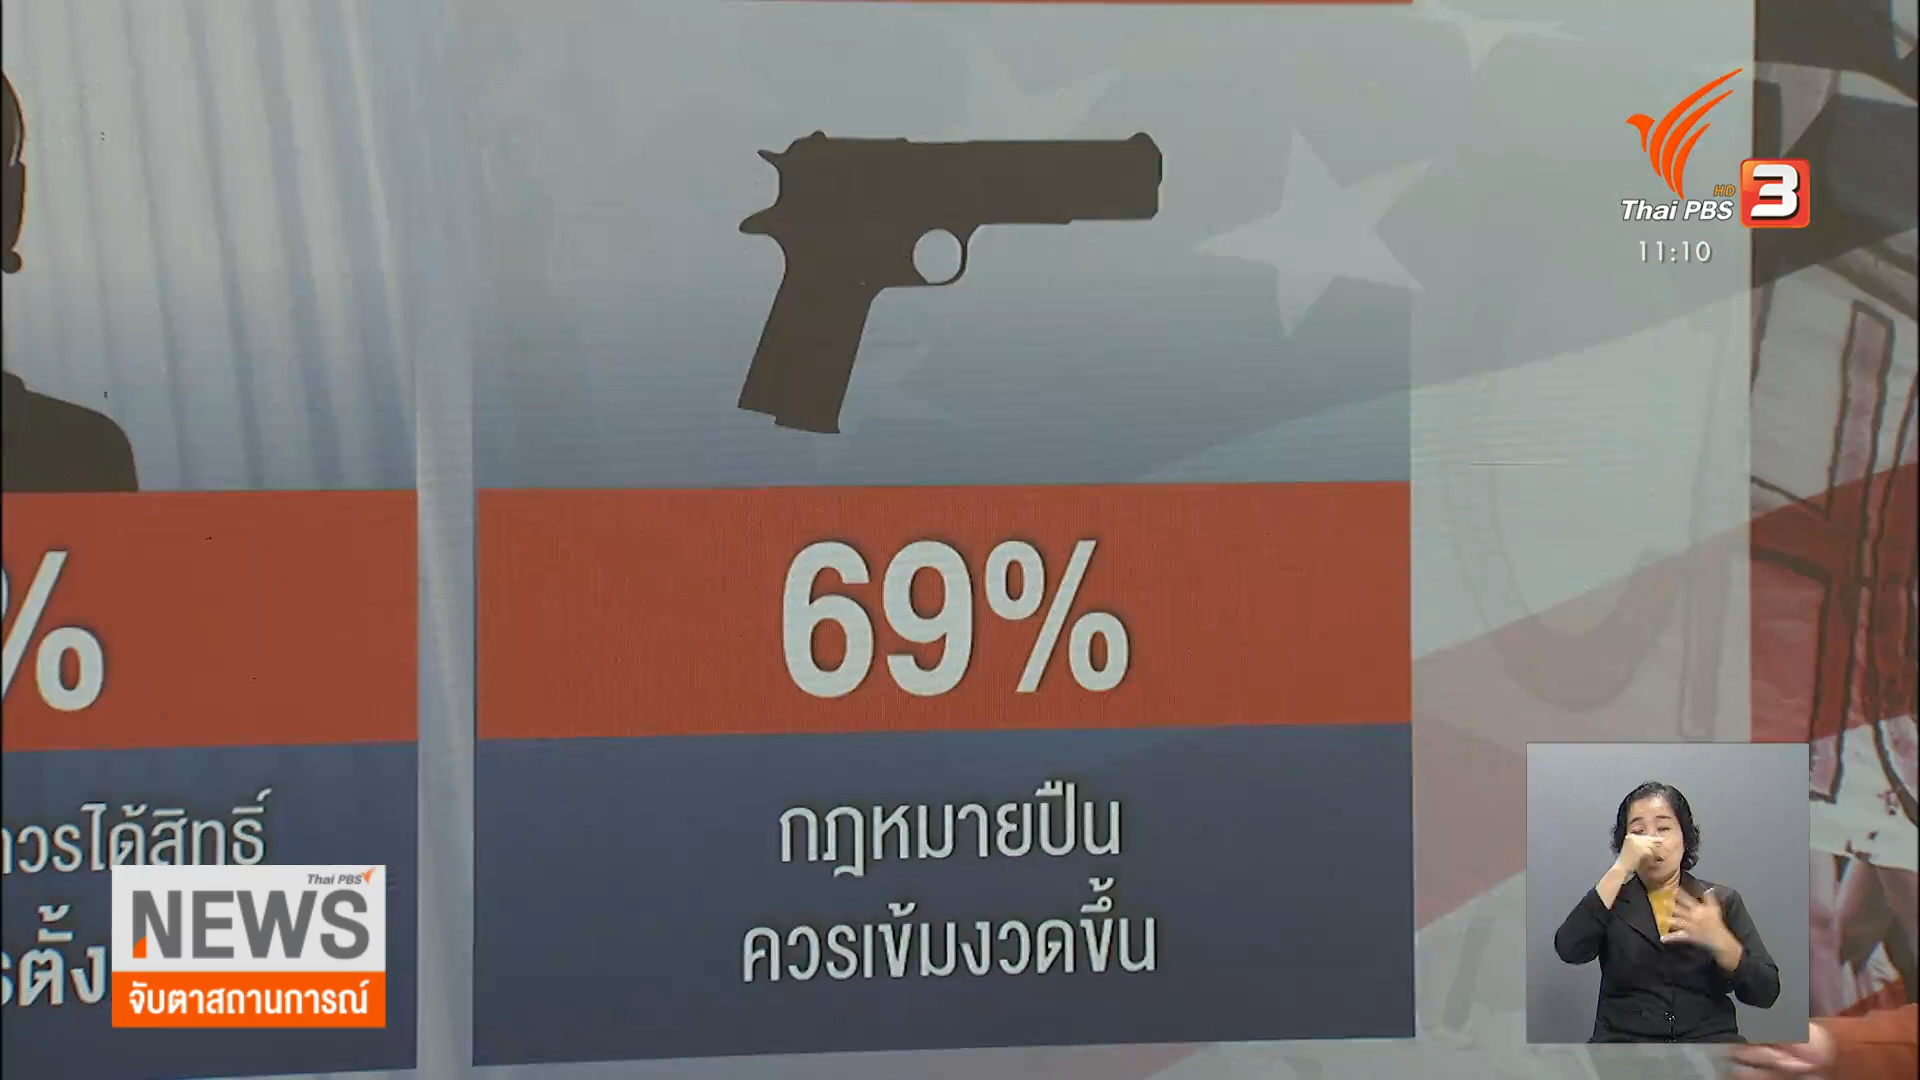 Thai PBS HD 3
11:10
%
69%
ควรได้สิทธิ์
กฎหมายปืน
ควรเข้มงวดขึ้น
Thai PBS
NEWS
จับตาสถานการณ์